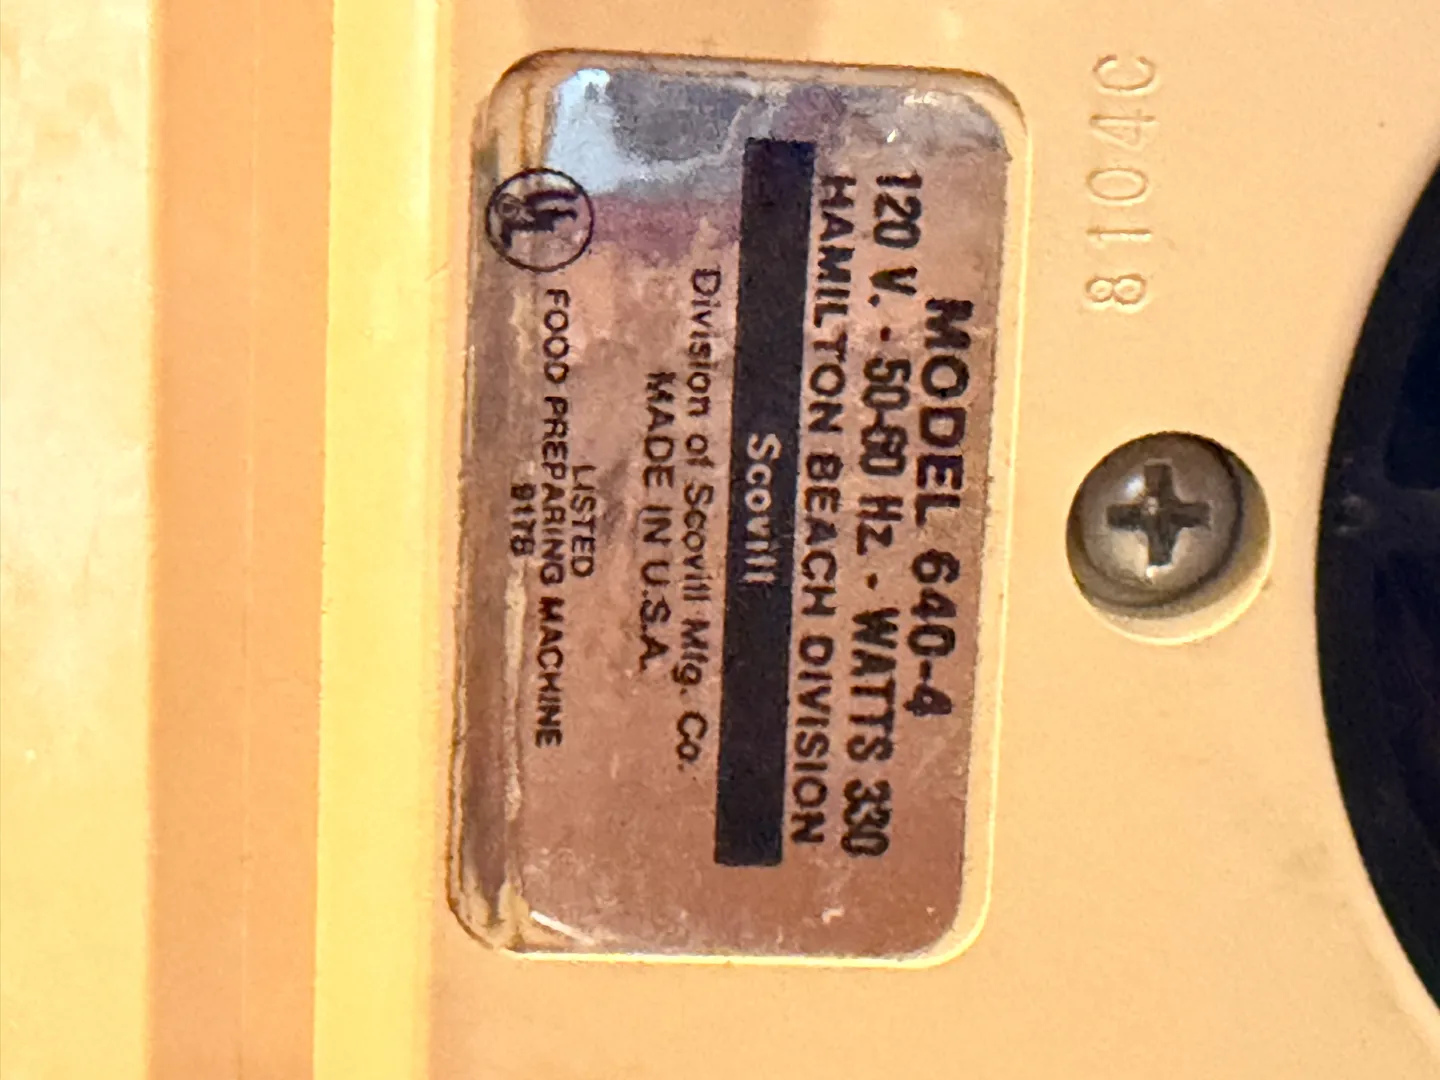 MODEL 640-4
120 V. - 50-60 Hz - WATTS 330
HAMILTON BEACH DIVISION
Scovill
Division of Scovill Mfg. Co.
MADE IN U.S.A.
LISTED
UL FOOD PREPARING MACHINE
917B
8104C